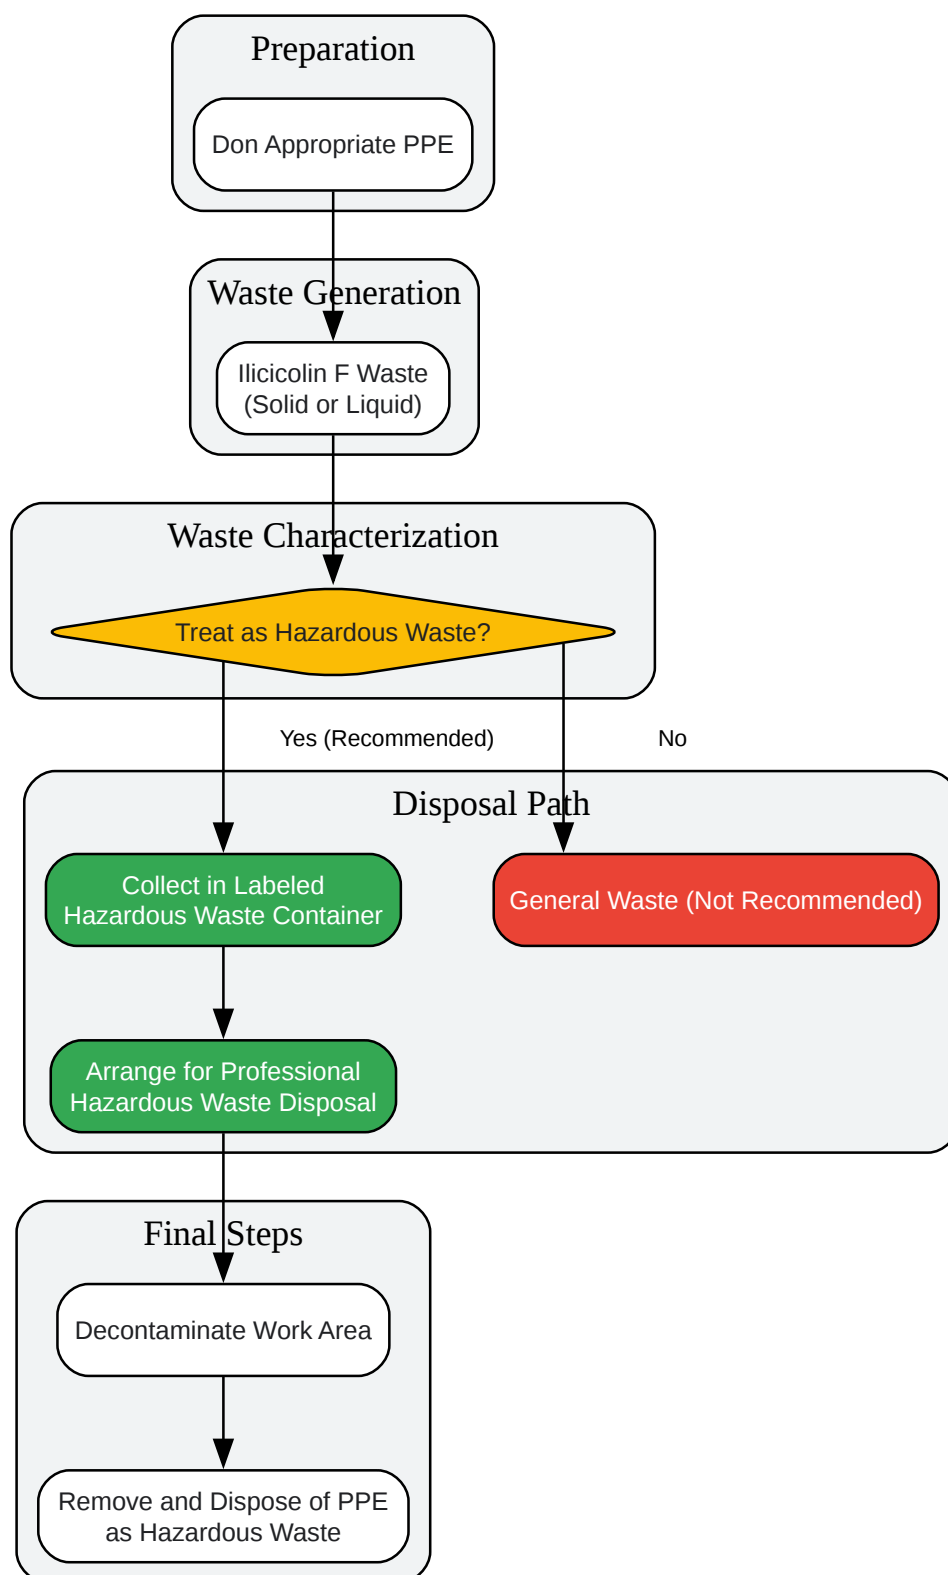 Preparation
Don Appropriate PPE
Waste Generation
Ilicicolin F Waste
(Solid or Liquid)
Waste Characterization
Treat as Hazardous Waste?
Yes (Recommended)
No
Disposal Path
Collect in Labeled
Hazardous Waste Container
General Waste (Not Recommended)
Arrange for Professional
Hazardous Waste Disposal
Final Steps
Decontaminate Work Area
Remove and Dispose of PPE
as Hazardous Waste